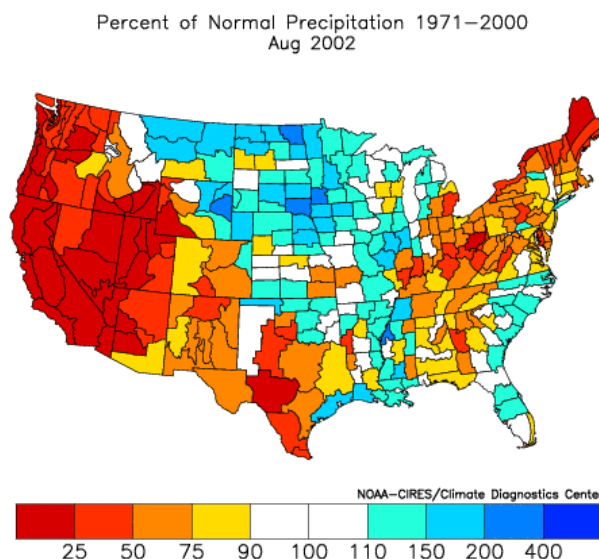 Percent of Normal Precipitation 1971-2000
Aug 2002
NOAA-CIRES/Climate Diagnostics Cente
25 50 75 90 100 110 150 200 400